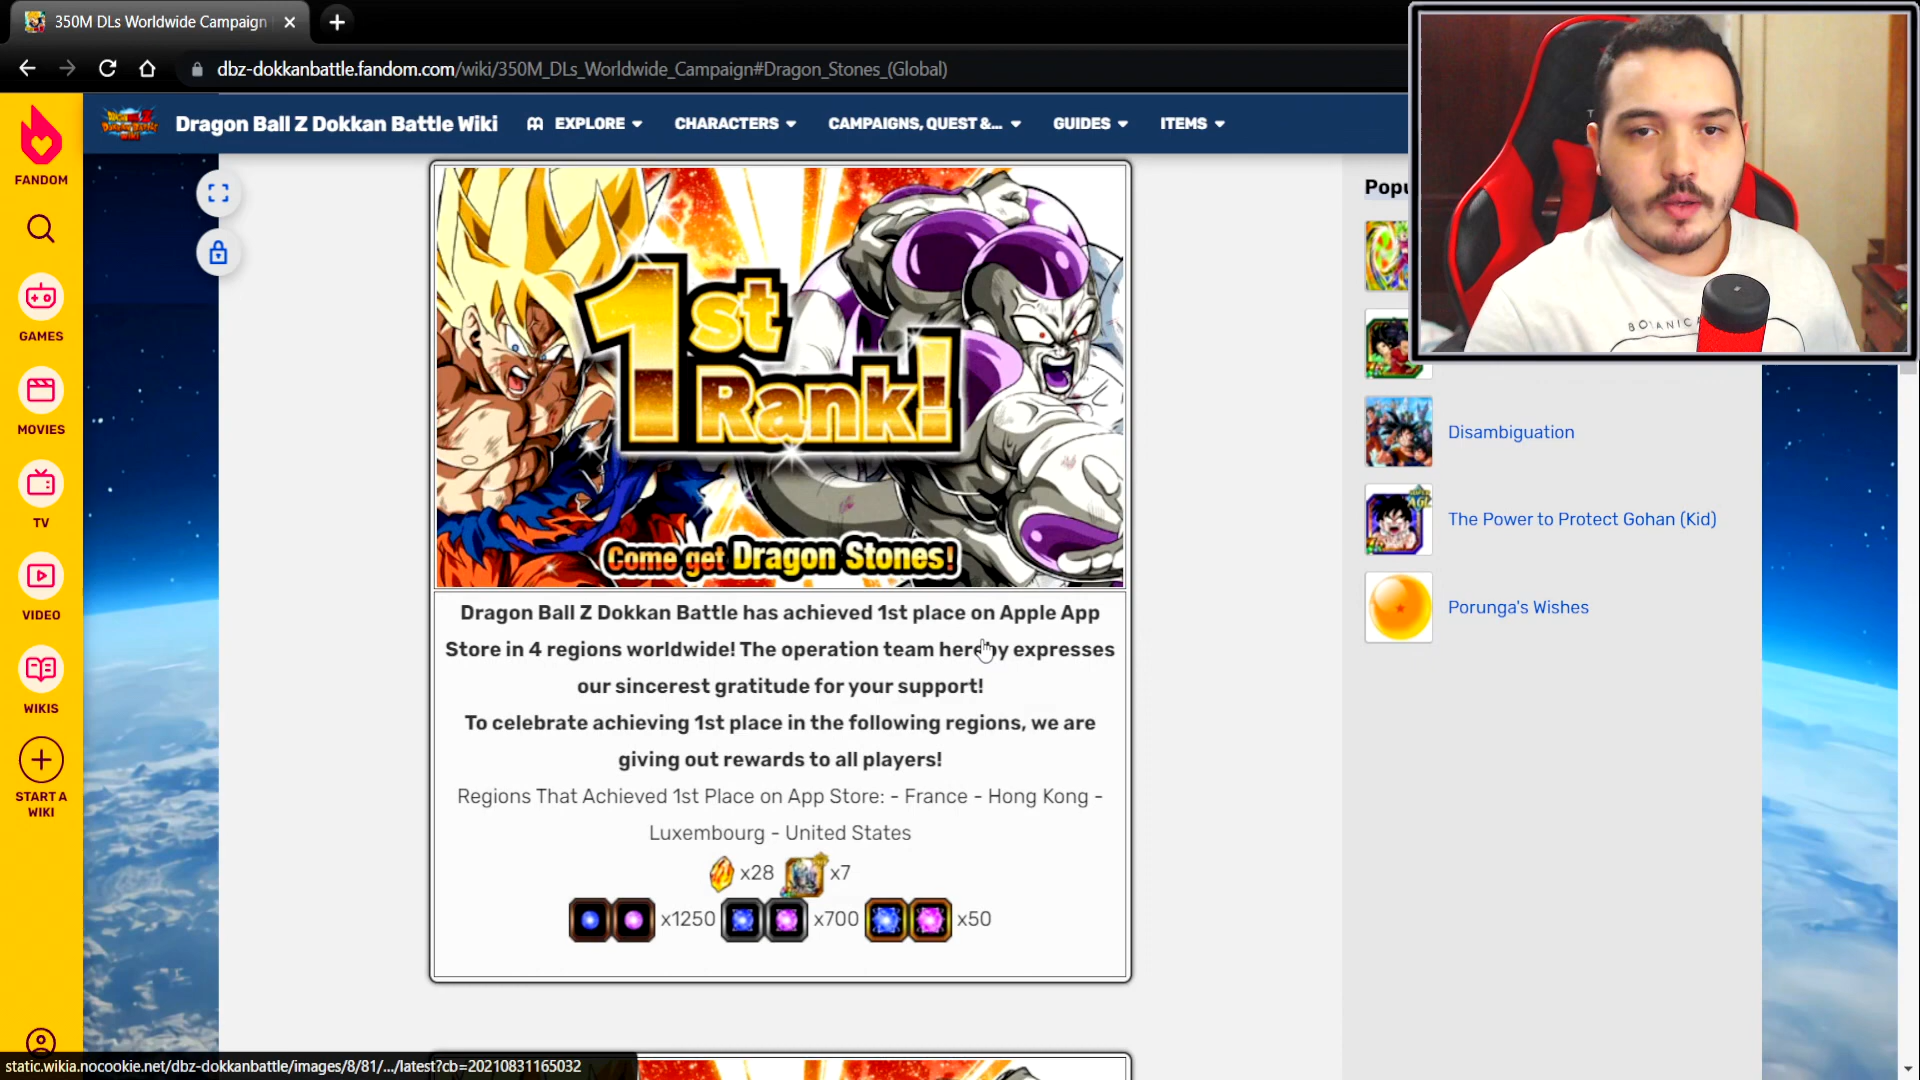 350M DLs Worldwide Campaign
dbz-dokkanbattle.fandom.com/wiki/350M_DLs_Worldwide_Campaign#Dragon_Stones_(Global)
Dragon Ball Z Dokkan Battle Wiki
EXPLORE
CHARACTERS
CAMPAIGNS, QUEST &...
GUIDES
ITEMS
FANDOM
GAMES
MOVIES
TV
VIDEO
WIKIS
START A
WIKI
1st
Rank!
Come get Dragon Stones!
Dragon Ball Z Dokkan Battle has achieved 1st place on Apple App
Store in 4 regions worldwide! The operation team hereby expresses
our sincerest gratitude for your support!
To celebrate achieving 1st place in the following regions, we are
giving out rewards to all players!
Regions That Achieved 1st Place on App Store: - France - Hong Kong -
Luxembourg - United States
x28 x7
x1250 x700 x50
Popu
Disambiguation
The Power to Protect Gohan (Kid)
Porunga's Wishes
BOTANICA
static.wikia.nocookie.net/dbz-dokkanbattle/images/8/81/.../latest?cb=20210831165032